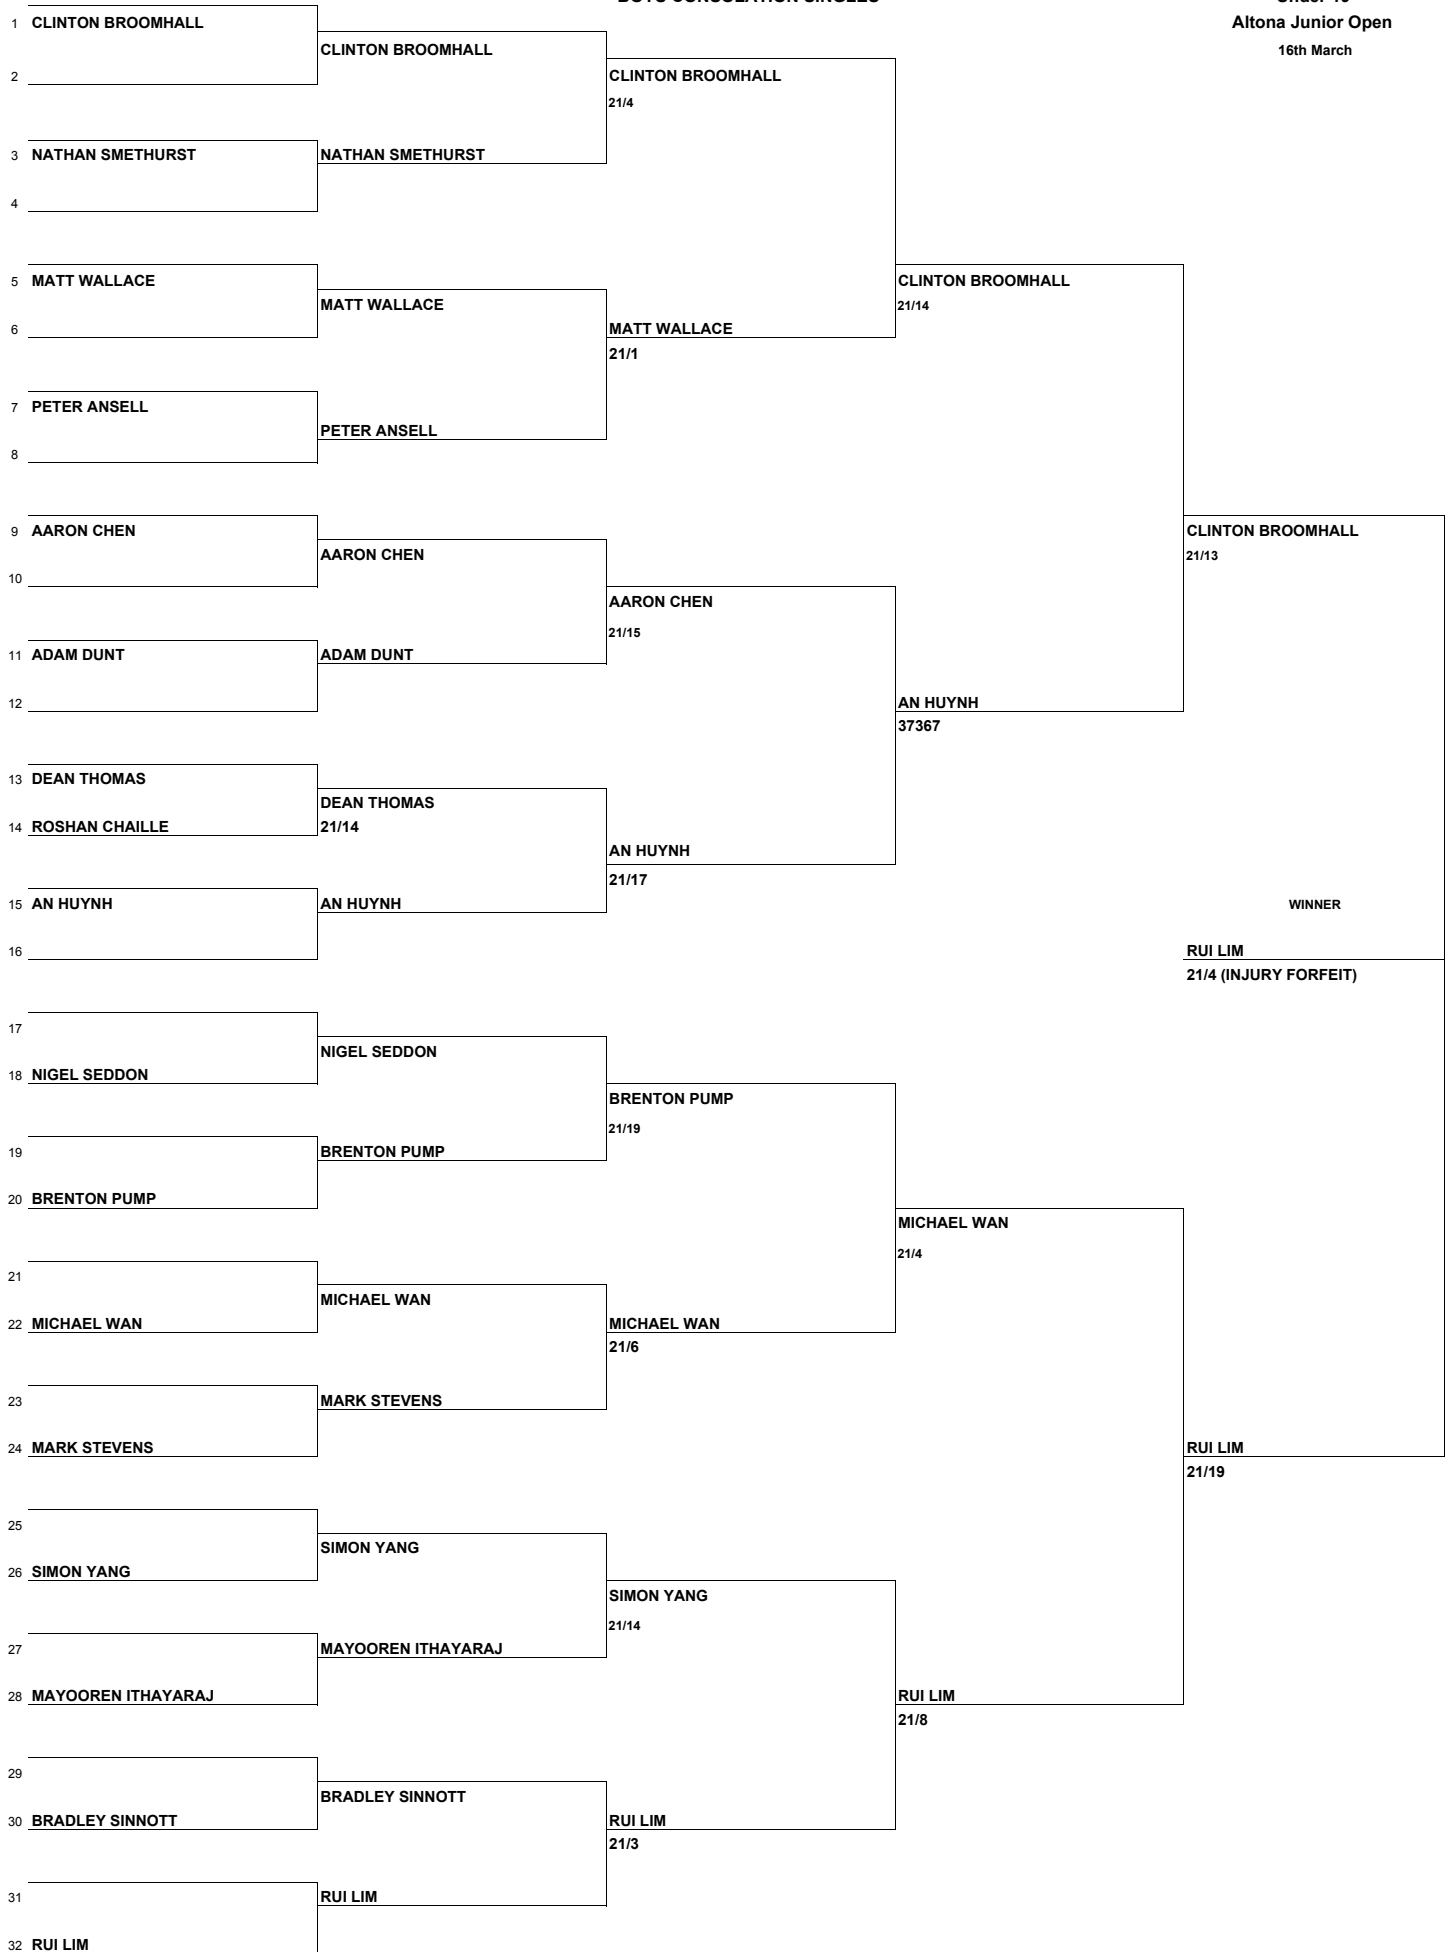 BOYS CONSOLATION SINGLES
Altona Junior Open
16th March
1 CLINTON BROOMHALL
CLINTON BROOMHALL
2
CLINTON BROOMHALL
21/4
3 NATHAN SMETHURST
NATHAN SMETHURST
4
5 MATT WALLACE
CLINTON BROOMHALL
MATT WALLACE
21/14
6
MATT WALLACE
21/1
7 PETER ANSELL
PETER ANSELL
8
9 AARON CHEN
CLINTON BROOMHALL
AARON CHEN
21/13
10
AARON CHEN
21/15
11 ADAM DUNT
ADAM DUNT
12
AN HUYNH
37367
13 DEAN THOMAS
DEAN THOMAS
14 ROSHAN CHAILLE
21/14
AN HUYNH
21/17
15 AN HUYNH
AN HUYNH
WINNER
16
RUI LIM
21/4 (INJURY FORFEIT)
17
NIGEL SEDDON
18 NIGEL SEDDON
BRENTON PUMP
21/19
19
BRENTON PUMP
20 BRENTON PUMP
MICHAEL WAN
21/4
21
MICHAEL WAN
22 MICHAEL WAN
MICHAEL WAN
21/6
23
MARK STEVENS
24 MARK STEVENS
RUI LIM
21/19
25
SIMON YANG
26 SIMON YANG
SIMON YANG
21/14
27
MAYOOREN ITHAYARAJ
28 MAYOOREN ITHAYARAJ
RUI LIM
21/8
29
BRADLEY SINNOTT
30 BRADLEY SINNOTT
RUI LIM
21/3
31
RUI LIM
32 RUI LIM